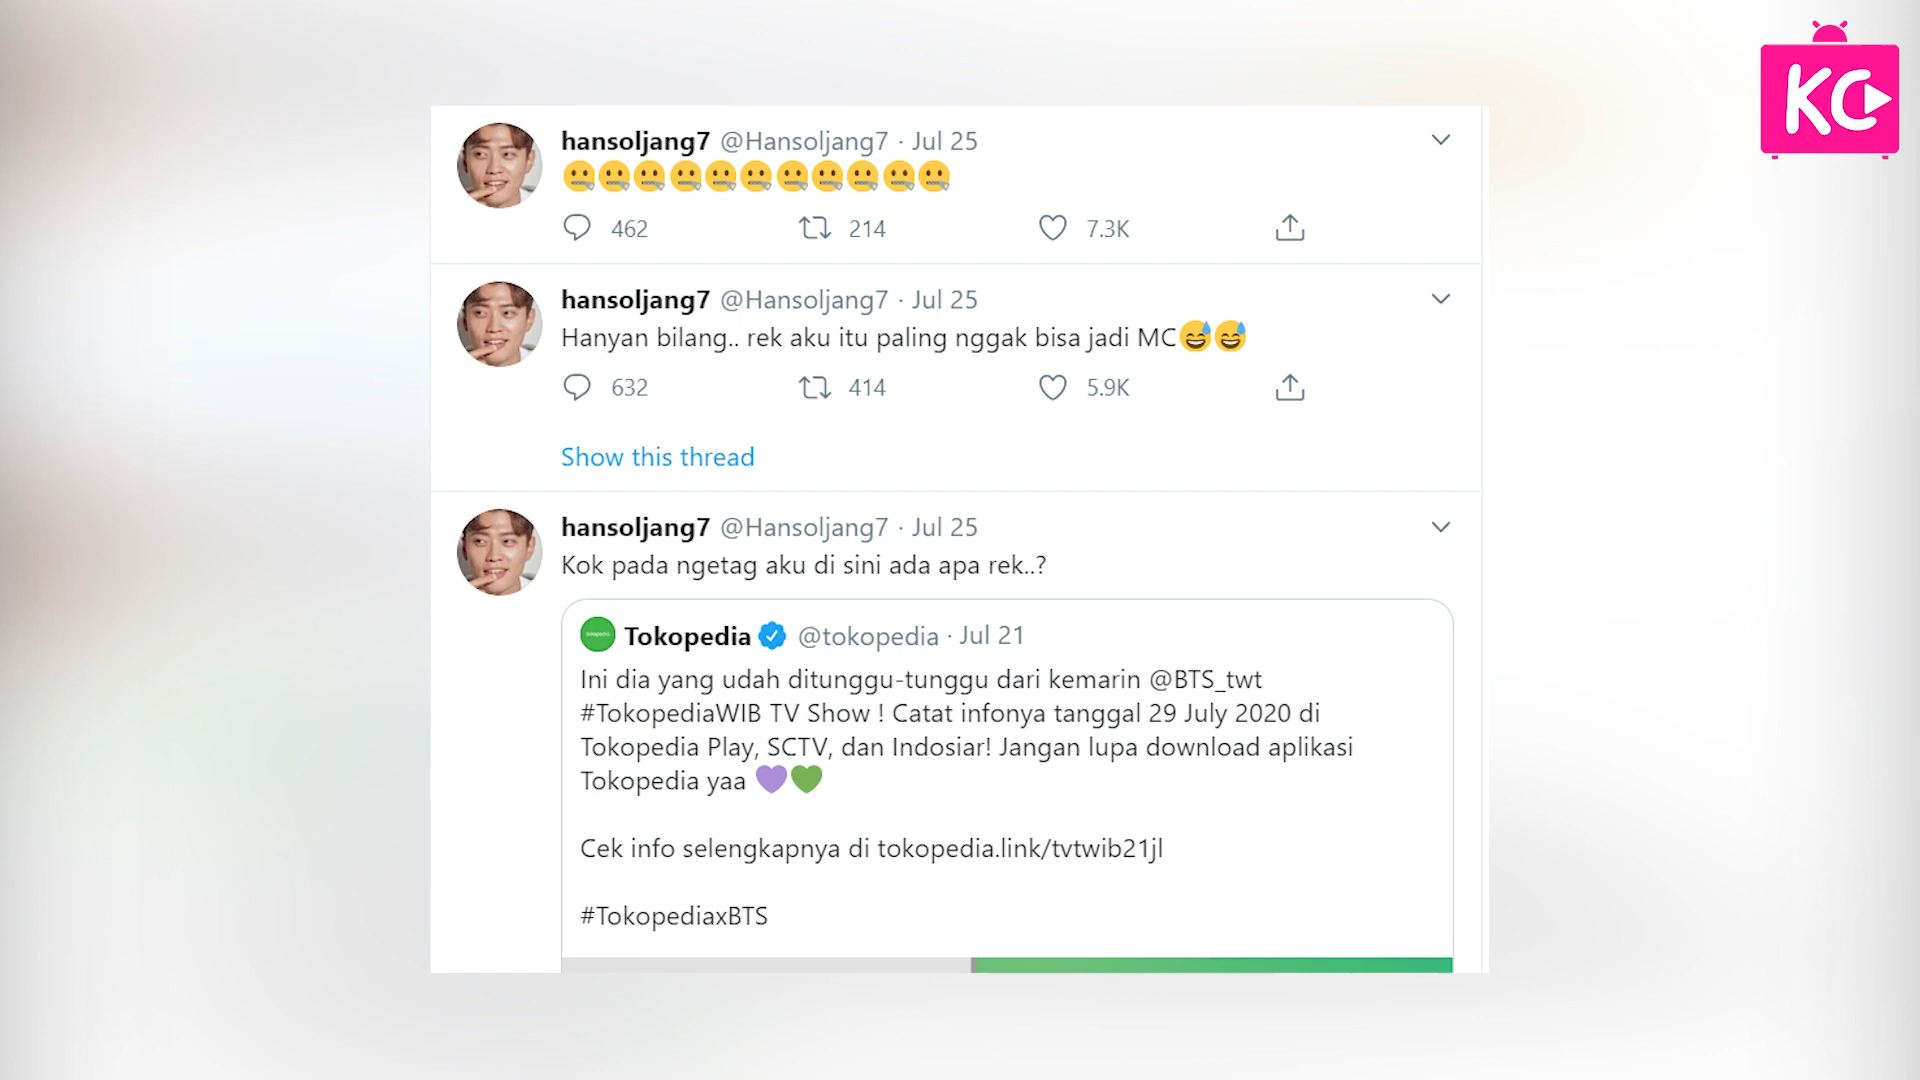 KC
hansoljang7 @Hansoljang7 · Jul 25
🤐🤐🤐🤐🤐🤐🤐🤐🤐🤐🤐
462 214 7.3K
hansoljang7 @Hansoljang7 · Jul 25
Hanyan bilang.. rek aku itu paling nggak bisa jadi MC😅😅
632 414 5.9K
Show this thread
hansoljang7 @Hansoljang7 · Jul 25
Kok pada ngetag aku di sini ada apa rek..?
Tokopedia @tokopedia · Jul 21
Ini dia yang udah ditunggu-tunggu dari kemarin @BTS_twt
#TokopediaWIB TV Show ! Catat infonya tanggal 29 July 2020 di
Tokopedia Play, SCTV, dan Indosiar! Jangan lupa download aplikasi
Tokopedia yaa 💜💚
Cek info selengkapnya di tokopedia.link/tvtwib21jl
#TokopediaxBTS